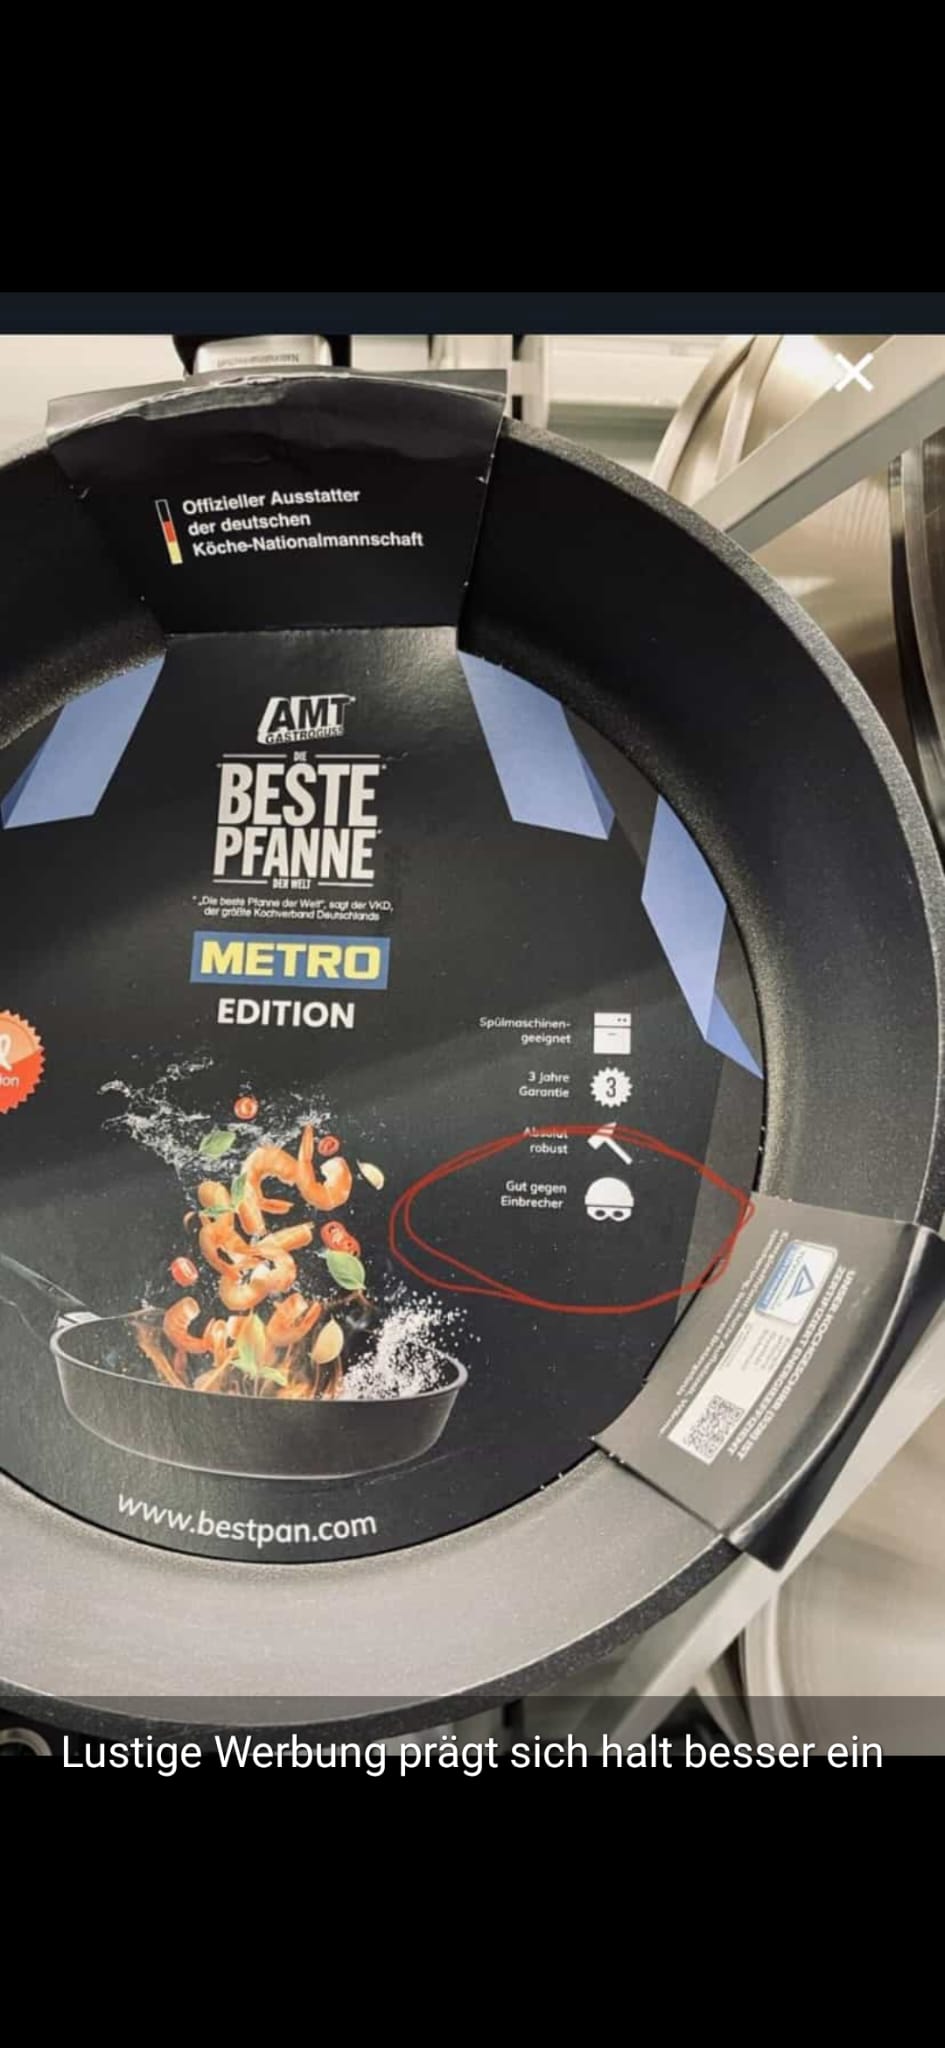 Offizieller Ausstatter
der deutschen
Köche-Nationalmannschaft
AMT
GASTROGUSS
DIE
BESTE
PFANNE
DER WELT
* „Die beste Pfanne der Welt“, sagt der VKD,
der größte Kochverband Deutschlands
METRO
EDITION
Spülmaschinen-
geeignet
3 Jahre
Garantie
3
Absolut
robust
Gut gegen
Einbrecher
www.bestpan.com
Lustige Werbung prägt sich halt besser ein